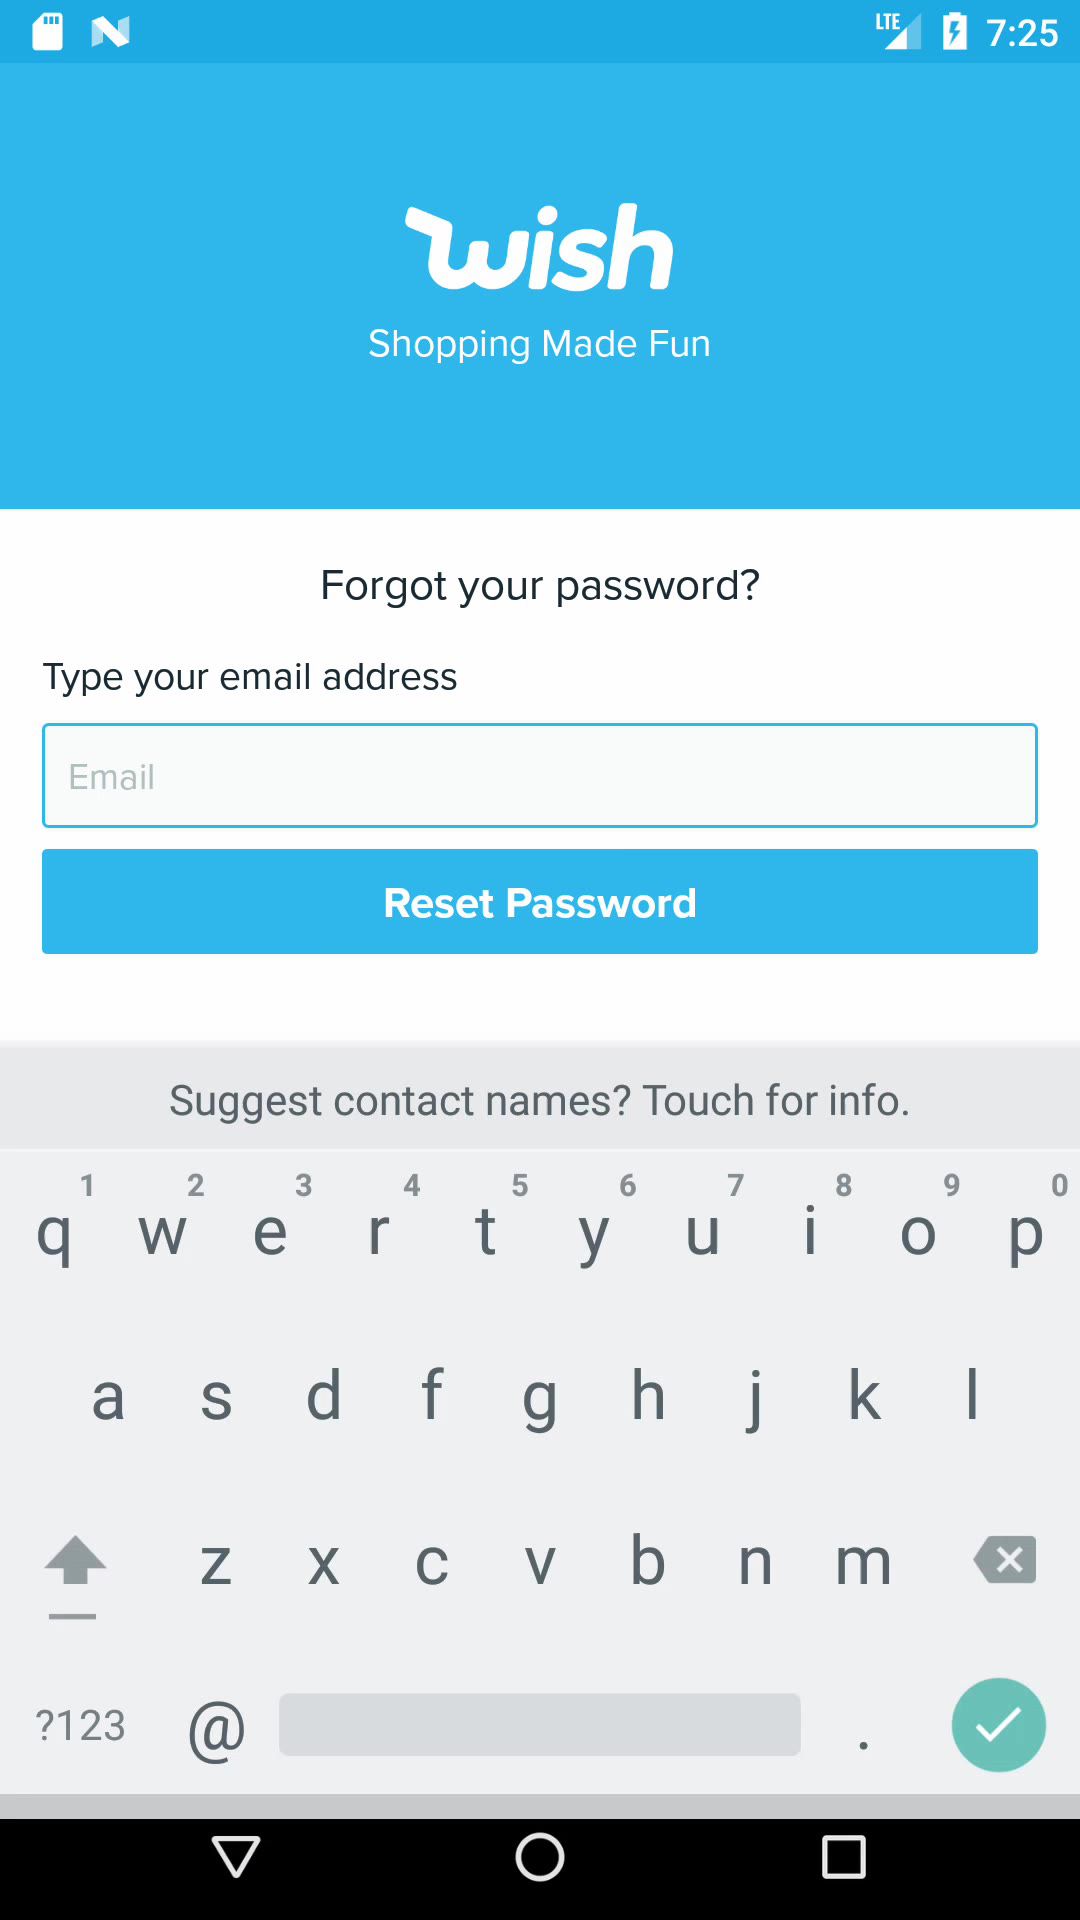 LTE 7:25
wish
Shopping Made Fun
Forgot your password?
Type your email address
Email
Reset Password
Suggest contact names? Touch for info.
1 2 3 4 5 6 7 8 9 0
q w e r t y u i o p
a s d f g h j k l
z x c v b n m
?123 @ .